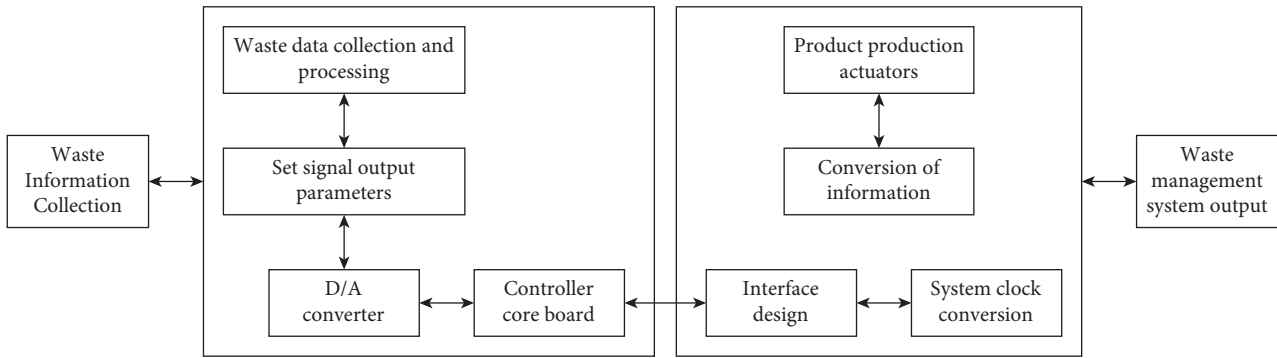 Waste
Information
Collection
Waste data collection and
processing
Set signal output
parameters
D/A
converter
Controller
core board
Product production
actuators
Conversion of
information
Interface
design
System clock
conversion
Waste
management
system output